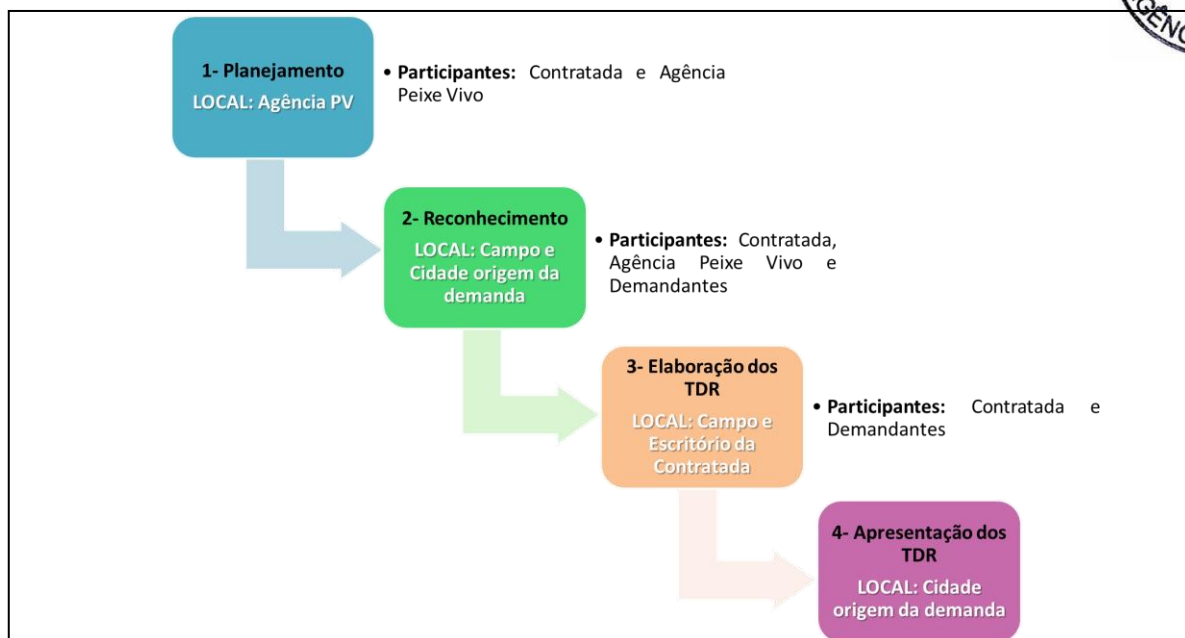 1- Planejamento
LOCAL: Agência PV
• Participantes: Contratada e Agência
Peixe Vivo
2- Reconhecimento
LOCAL: Campo e
Cidade origem da
demanda
• Participantes: Contratada,
Agência Peixe Vivo e
Demandantes
3- Elaboração dos
TDR
LOCAL: Campo e
Escritório da
Contratada
• Participantes: Contratada e
Demandantes
4- Apresentação dos
TDR
LOCAL: Cidade
origem da demanda